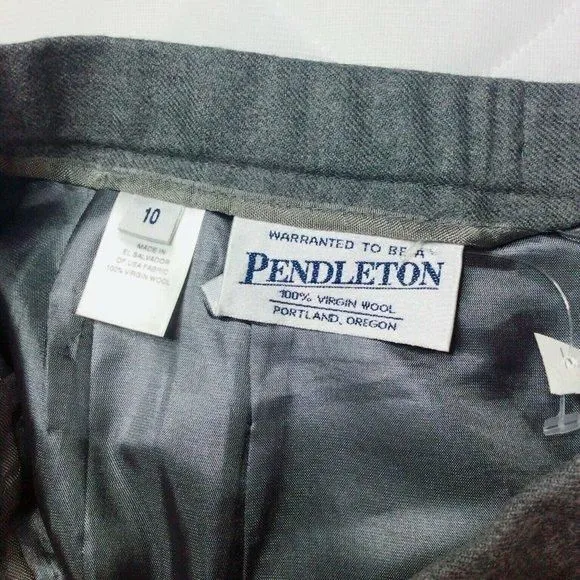 10
MADE IN
EL SALVADOR
OF USA FABRIC
100% VIRGIN WOOL
WARRANTED TO BE A
PENDLETON
100% VIRGIN WOOL
PORTLAND, OREGON